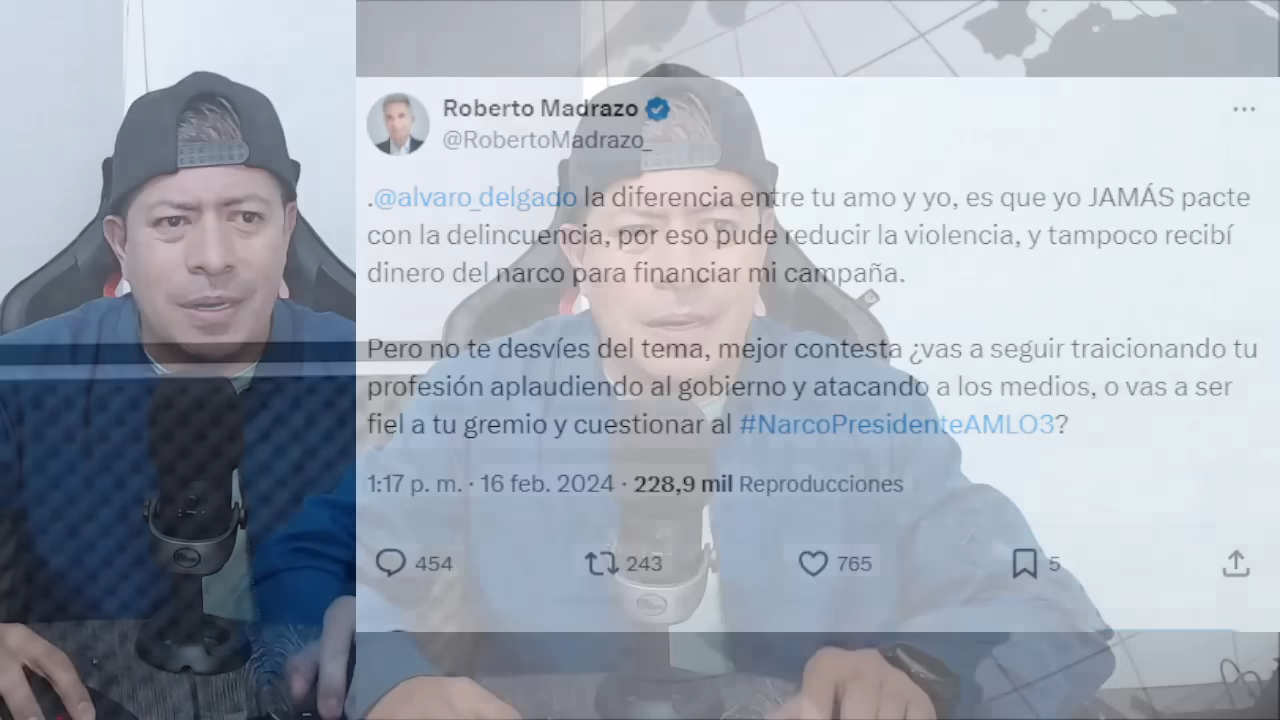 Roberto Madrazo
@RobertoMadrazo_
.@alvaro_delgado la diferencia entre tu amo y yo, es que yo JAMÁS pacte
con la delincuencia, por eso pude reducir la violencia, y tampoco recibí
dinero del narco para financiar mi campaña.
Pero no te desvíes del tema, mejor contesta ¿vas a seguir traicionando tu
profesión aplaudiendo al gobierno y atacando a los medios, o vas a ser
fiel a tu gremio y cuestionar al #NarcoPresidenteAMLO3?
1:17 p. m. · 16 feb. 2024 · 228,9 mil Reproducciones
454 243 765 5